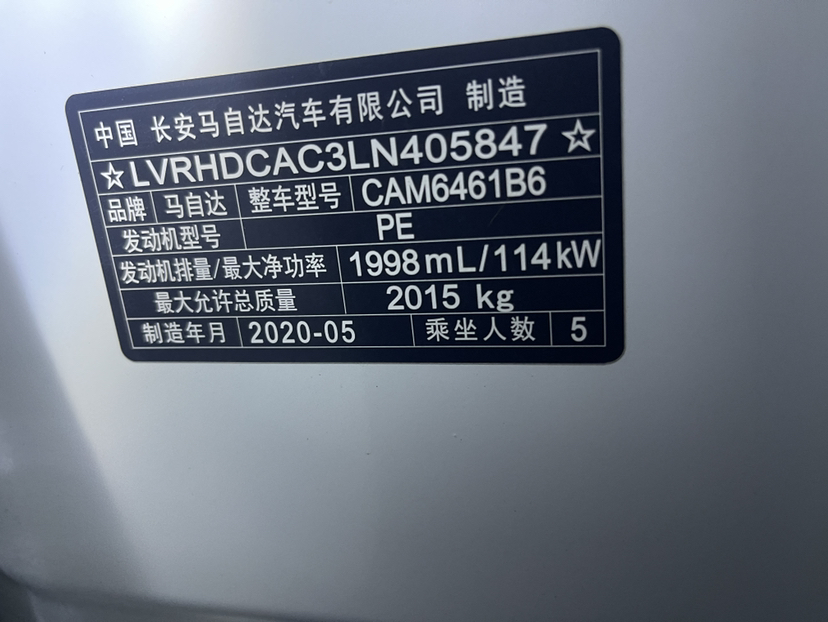 中国 长安马自达汽车有限公司 制造
☆LVRHDCAC3LN405847☆
品牌 马自达 整车型号 CAM6461B6
发动机型号 PE
发动机排量/最大净功率 1998mL/114kW
最大允许总质量 2015 kg
制造年月 2020-05 乘坐人数 5